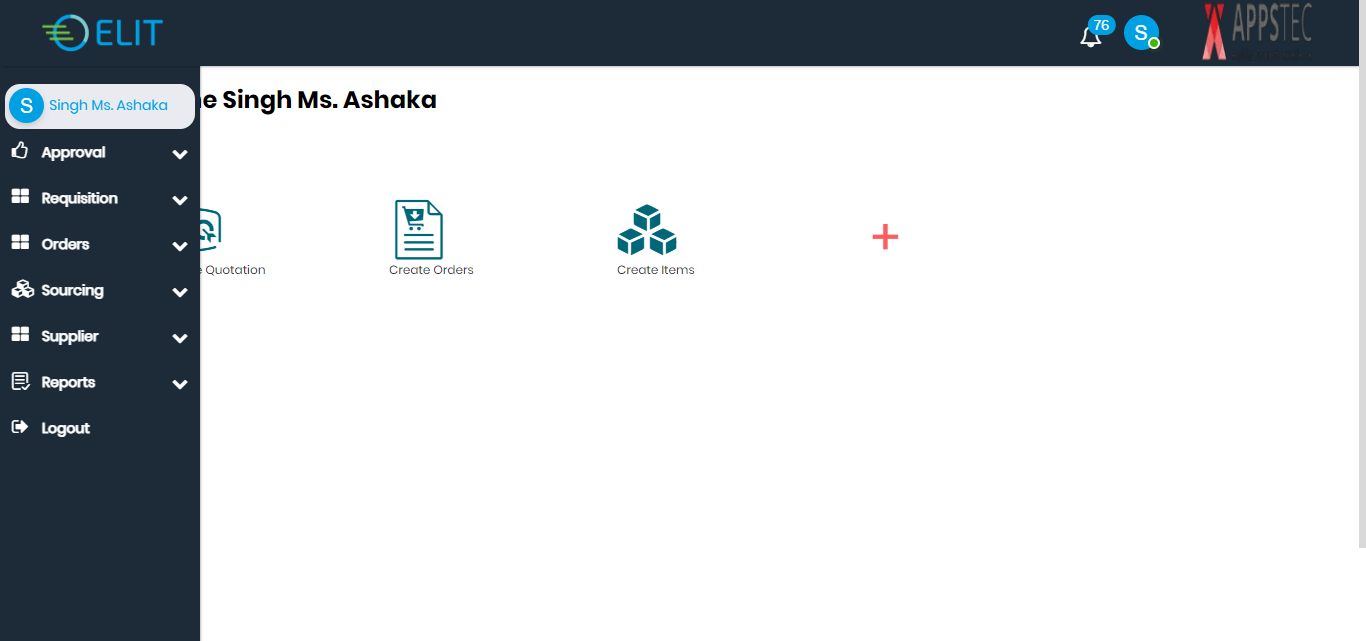 ELIT
76
S
APPSTEC
S Singh Ms. Ashaka
e Singh Ms. Ashaka
Approval
Requisition
Orders
Quotation
Create Orders
Create Items
Sourcing
Supplier
Reports
Logout